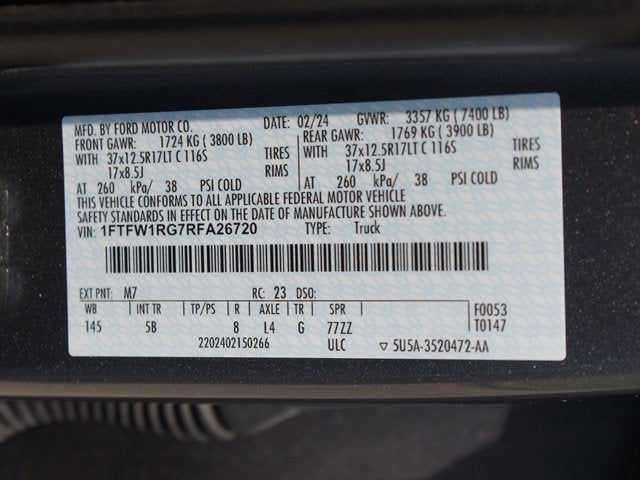 MFD. BY FORD MOTOR CO. DATE: 02/24 GVWR: 3357 KG ( 7400 LB)
FRONT GAWR: 1724 KG ( 3800 LB) REAR GAWR: 1769 KG ( 3900 LB)
WITH 37x12.5R17LT C 116S TIRES 37x12.5R17LT C 116S TIRES
17x8.5J RIMS 17x8.5J RIMS
AT 260 kPa/ 38 PSI COLD AT 260 kPa/ 38 PSI COLD
THIS VEHICLE CONFORMS TO ALL APPLICABLE FEDERAL MOTOR VEHICLE
SAFETY STANDARDS IN EFFECT ON THE DATE OF MANUFACTURE SHOWN ABOVE.
VIN: 1FTFW1RG7RFA26720 TYPE: Truck
EXT PNT: M7 RC: 23 DSO:
WB INT TR TP/PS R AXLE TR SPR F0053
145 5B 8 L4 G 77ZZ T0147
2202402150266 ULC ▽ 5U5A-3520472-AA